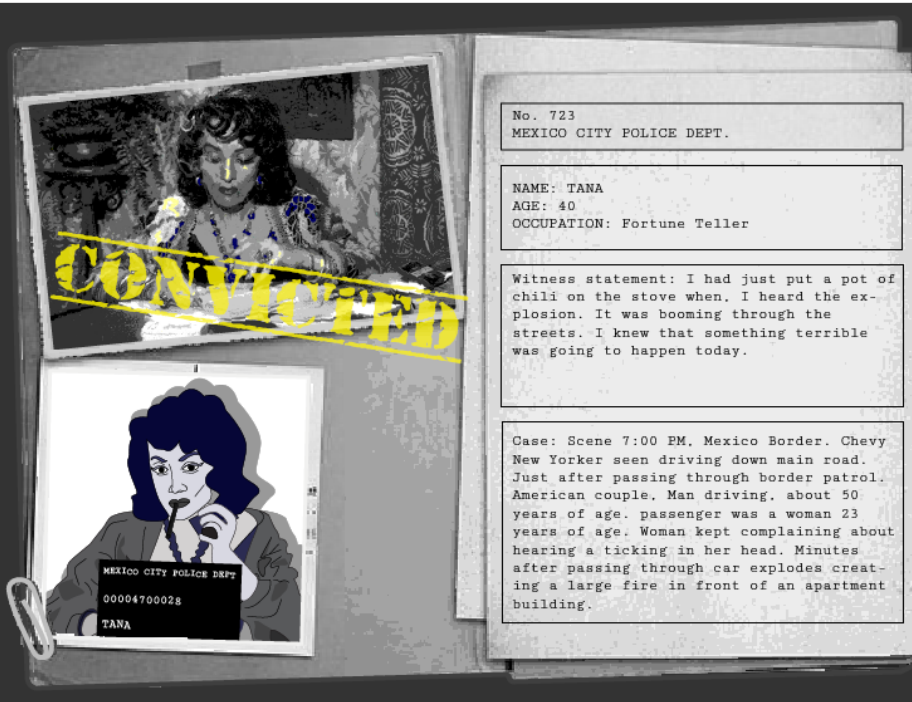 CONVICTED
MEXICO CITY POLICE DEPT
00004700028
TANA
No. 723
MEXICO CITY POLICE DEPT.
NAME: TANA
AGE: 40
OCCUPATION: Fortune Teller
Witness statement: I had just put a pot of
chili on the stove when, I heard the ex-
plosion. It was booming through the
streets. I knew that something terrible
was going to happen today.
Case: Scene 7:00 PM, Mexico Border. Chevy
New Yorker seen driving down main road.
Just after passing through border patrol.
American couple, Man driving, about 50
years of age. passenger was a woman 23
years of age. Woman kept complaining about
hearing a ticking in her head. Minutes
after passing through car explodes creat-
ing a large fire in front of an apartment
building.